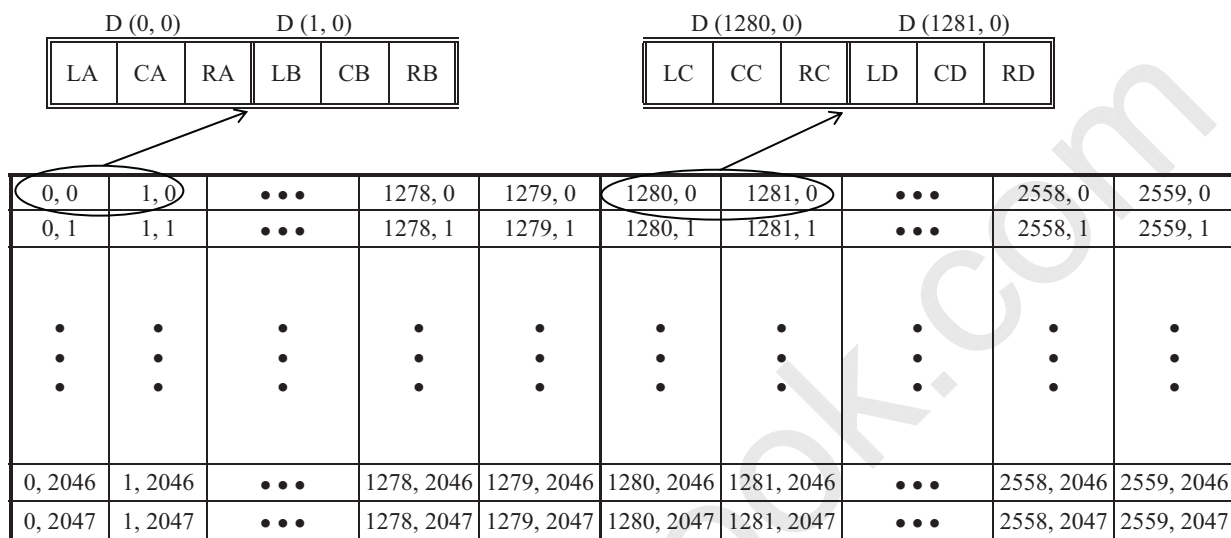 D (0, 0) D (1, 0) D (1280, 0) D (1281, 0)
LA CA RA LB CB RB LC CC RC LD CD RD
0, 0 1, 0 ••• 1278, 0 1279, 0 1280, 0 1281, 0 ••• 2558, 0 2559, 0
0, 1 1, 1 ••• 1278, 1 1279, 1 1280, 1 1281, 1 ••• 2558, 1 2559, 1
• • • • • • • • • •
• • • • • • • • • •
• • • • • • • • • •
0, 2046 1, 2046 ••• 1278, 2046 1279, 2046 1280, 2046 1281, 2046 ••• 2558, 2046 2559, 2046
0, 2047 1, 2047 ••• 1278, 2047 1279, 2047 1280, 2047 1281, 2047 ••• 2558, 2047 2559, 2047
ook.com